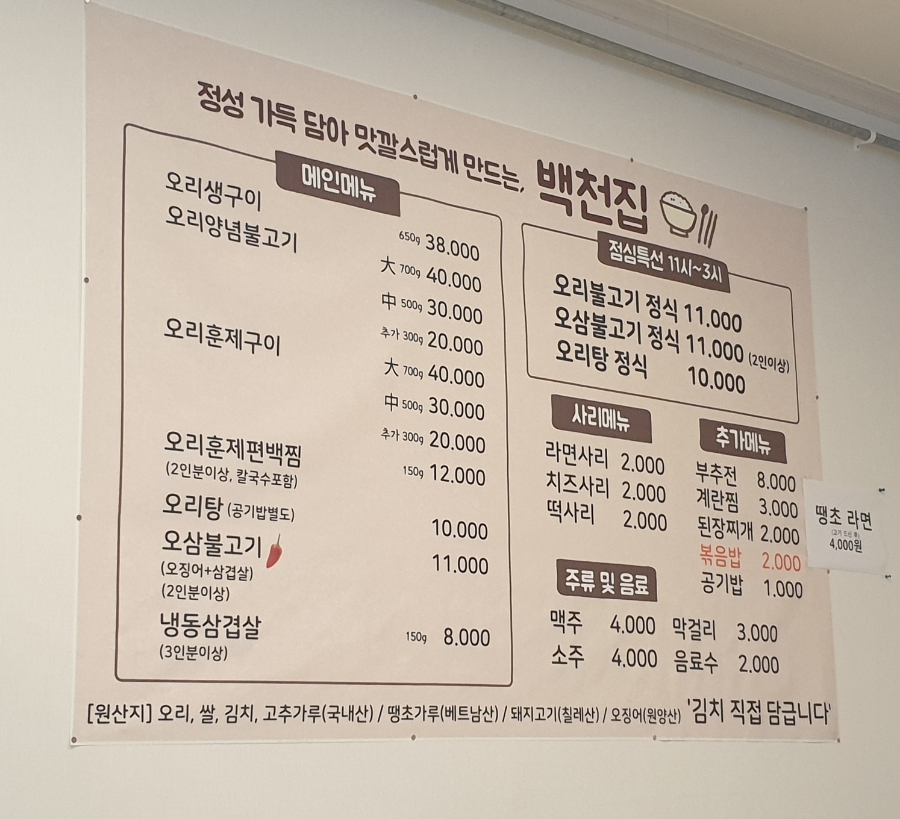 정성 가득 담아 맛깔스럽게 만드는, 백천집
메인메뉴
오리생구이 650g 38.000
오리양념불고기 大 700g 40.000
中 500g 30.000
추가 300g 20.000
오리훈제구이 大 700g 40.000
中 500g 30.000
추가 300g 20.000
오리훈제편백찜 150g 12.000
(2인분이상, 칼국수포함)
오리탕 (공기밥별도) 10.000
오삼불고기 11.000
(오징어+삼겹살)
(2인분이상)
냉동삼겹살 150g 8.000
(3인분이상)
점심특선 11시~3시
오리불고기 정식 11.000
오삼불고기 정식 11.000 (2인이상)
오리탕 정식 10.000
사리메뉴
라면사리 2.000
치즈사리 2.000
떡사리 2.000
추가메뉴
부추전 8.000
계란찜 3.000
된장찌개 2.000
볶음밥 2.000
공기밥 1.000
땡초 라면
4,000원
주류 및 음료
맥주 4.000 막걸리 3.000
소주 4.000 음료수 2.000
[원산지] 오리, 쌀, 김치, 고추가루(국내산) / 땡초가루(베트남산) / 돼지고기(칠레산) / 오징어(원양산) '김치 직접 담급니다'